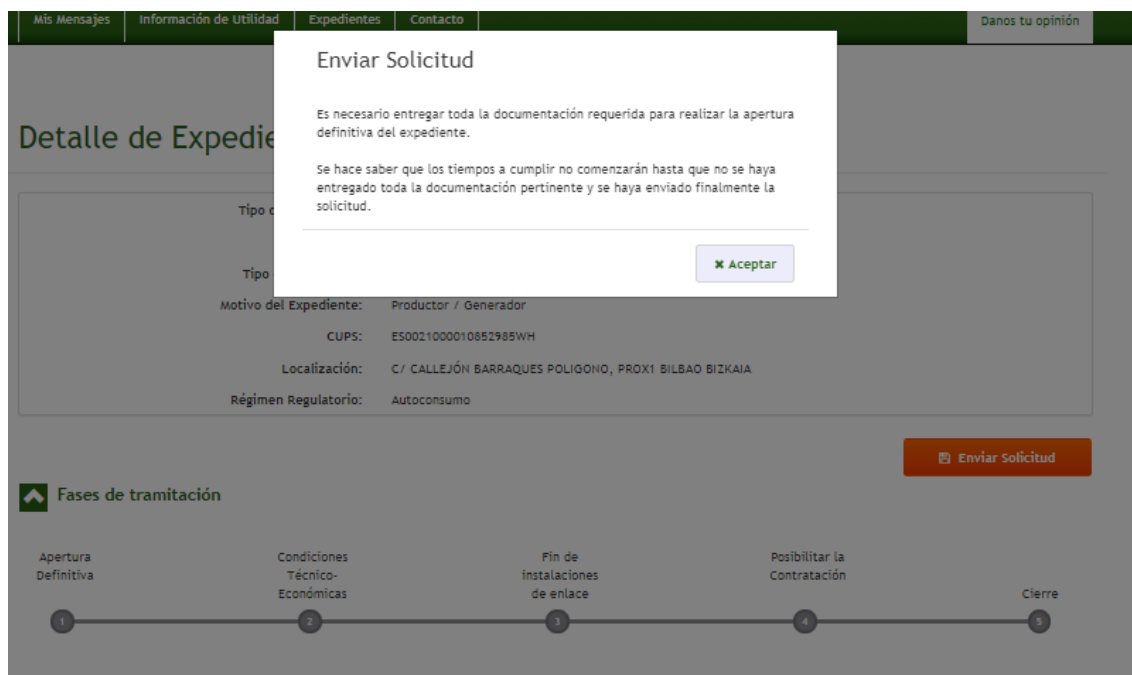 Mis Mensajes
Información de Utilidad
Expedientes
Contacto
Danos tu opinión
Enviar Solicitud
Es necesario entregar toda la documentación requerida para realizar la apertura
definitiva del expediente.
Se hace saber que los tiempos a cumplir no comenzarán hasta que no se haya
entregado toda la documentación pertinente y se haya enviado finalmente la
solicitud.
Aceptar
Detalle de Expedie
Tipo
Tipo
Motivo del Expediente: Productor / Generador
CUPS: ES0021000010852985WH
Localización: C/ CALLEJÓN BARRAQUES POLIGONO, PROX1 BILBAO BIZKAIA
Régimen Regulatorio: Autoconsumo
Enviar Solicitud
Fases de tramitación
Apertura
Definitiva
Condiciones
Técnico-
Económicas
Fin de
instalaciones
de enlace
Posibilitar la
Contratación
Cierre
1
2
3
4
5